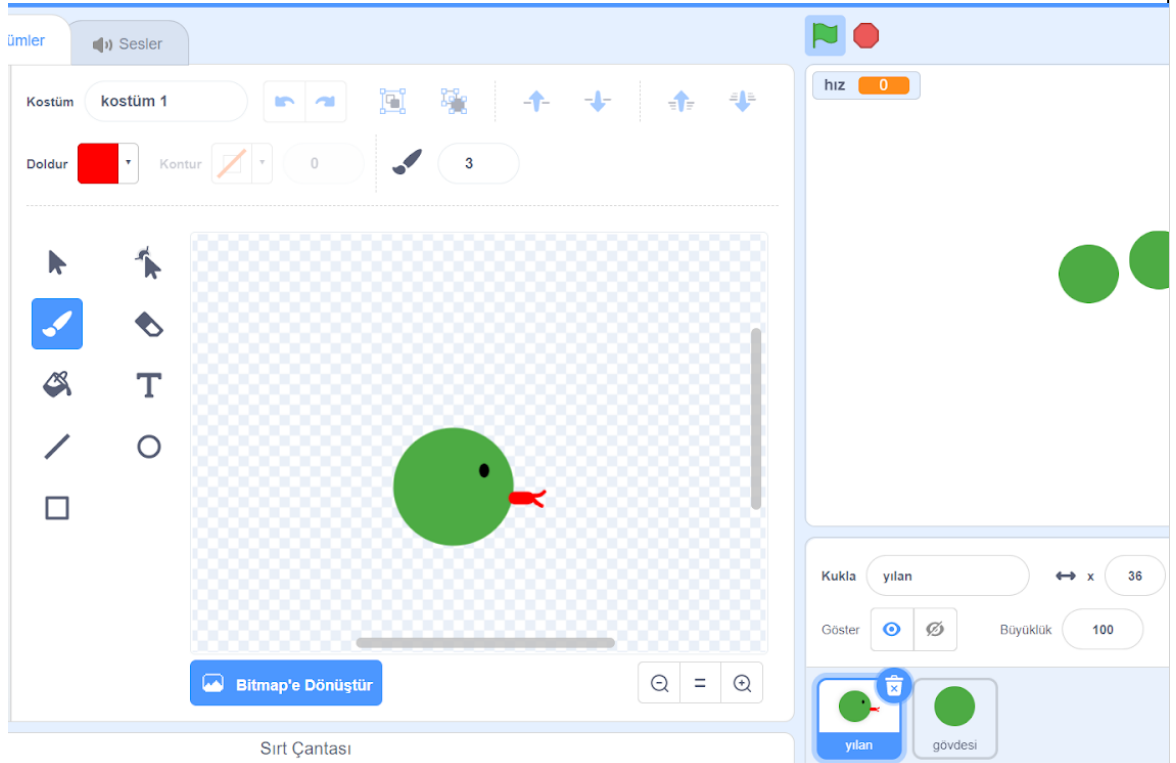 ümler
Sesler
Kostüm
kostüm 1
Doldur
Kontur
0
3
Bitmap'e Dönüştür
Sırt Çantası
hız 0
Kukla
yılan
x
36
Göster
Büyüklük
100
yılan
gövdesi